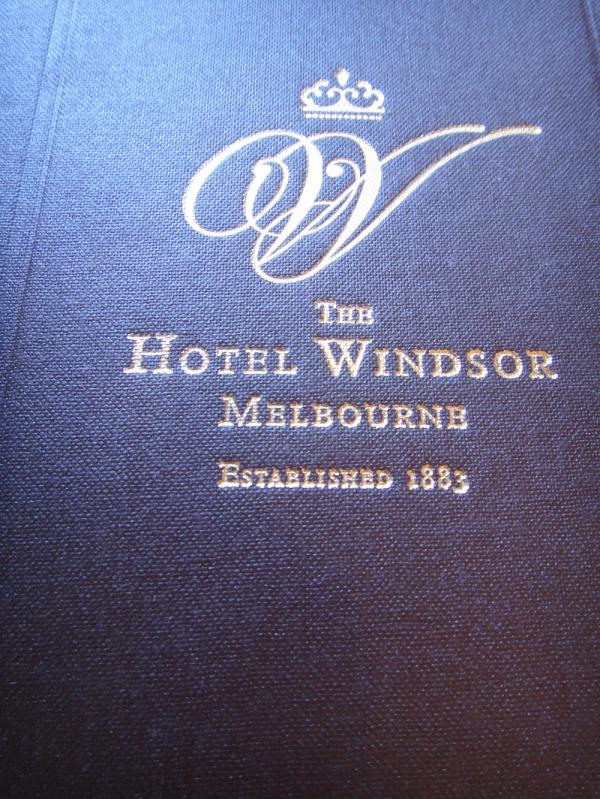 W
The
Hotel Windsor
Melbourne
Established 1883